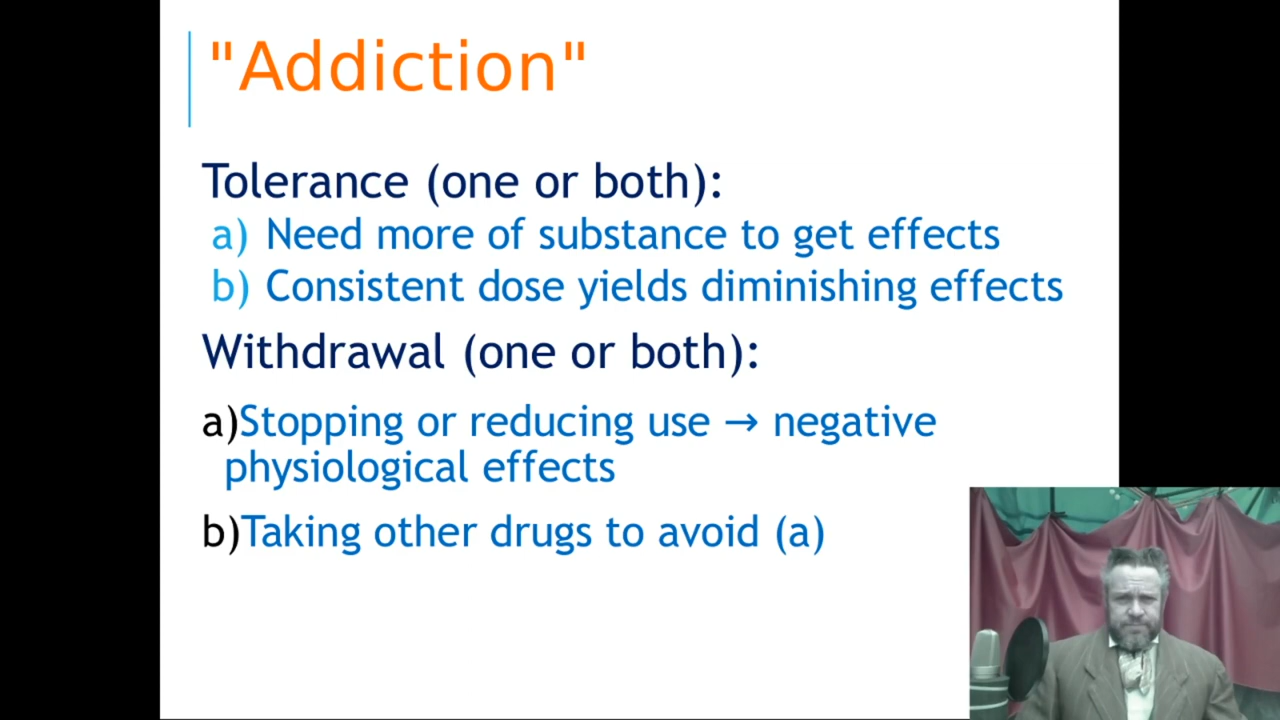 "Addiction"
Tolerance (one or both):
a) Need more of substance to get effects
b) Consistent dose yields diminishing effects
Withdrawal (one or both):
a)Stopping or reducing use → negative
physiological effects
b)Taking other drugs to avoid (a)